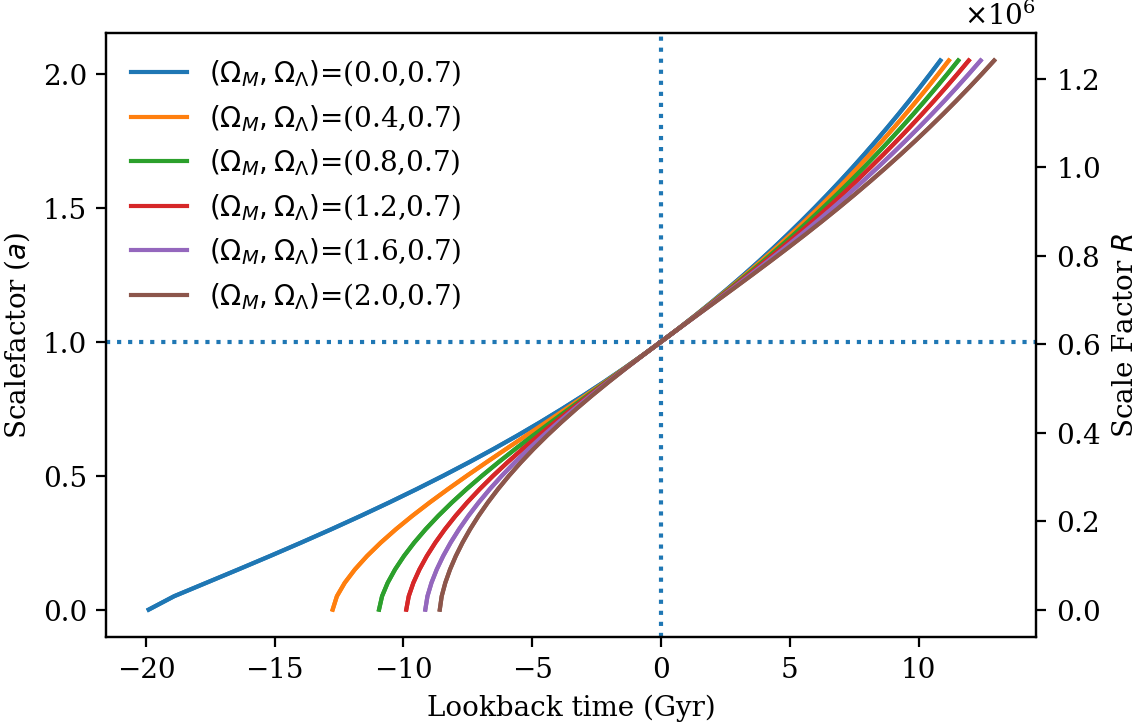 ×10⁶
(Ω_M, Ω_Λ)=(0.0,0.7)
(Ω_M, Ω_Λ)=(0.4,0.7)
(Ω_M, Ω_Λ)=(0.8,0.7)
(Ω_M, Ω_Λ)=(1.2,0.7)
(Ω_M, Ω_Λ)=(1.6,0.7)
(Ω_M, Ω_Λ)=(2.0,0.7)
Scalefactor (a)
2.0
1.5
1.0
0.5
0.0
1.2
1.0
0.8
0.6
0.4
0.2
0.0
Scale Factor R
−20 −15 −10 −5 0 5 10
Lookback time (Gyr)